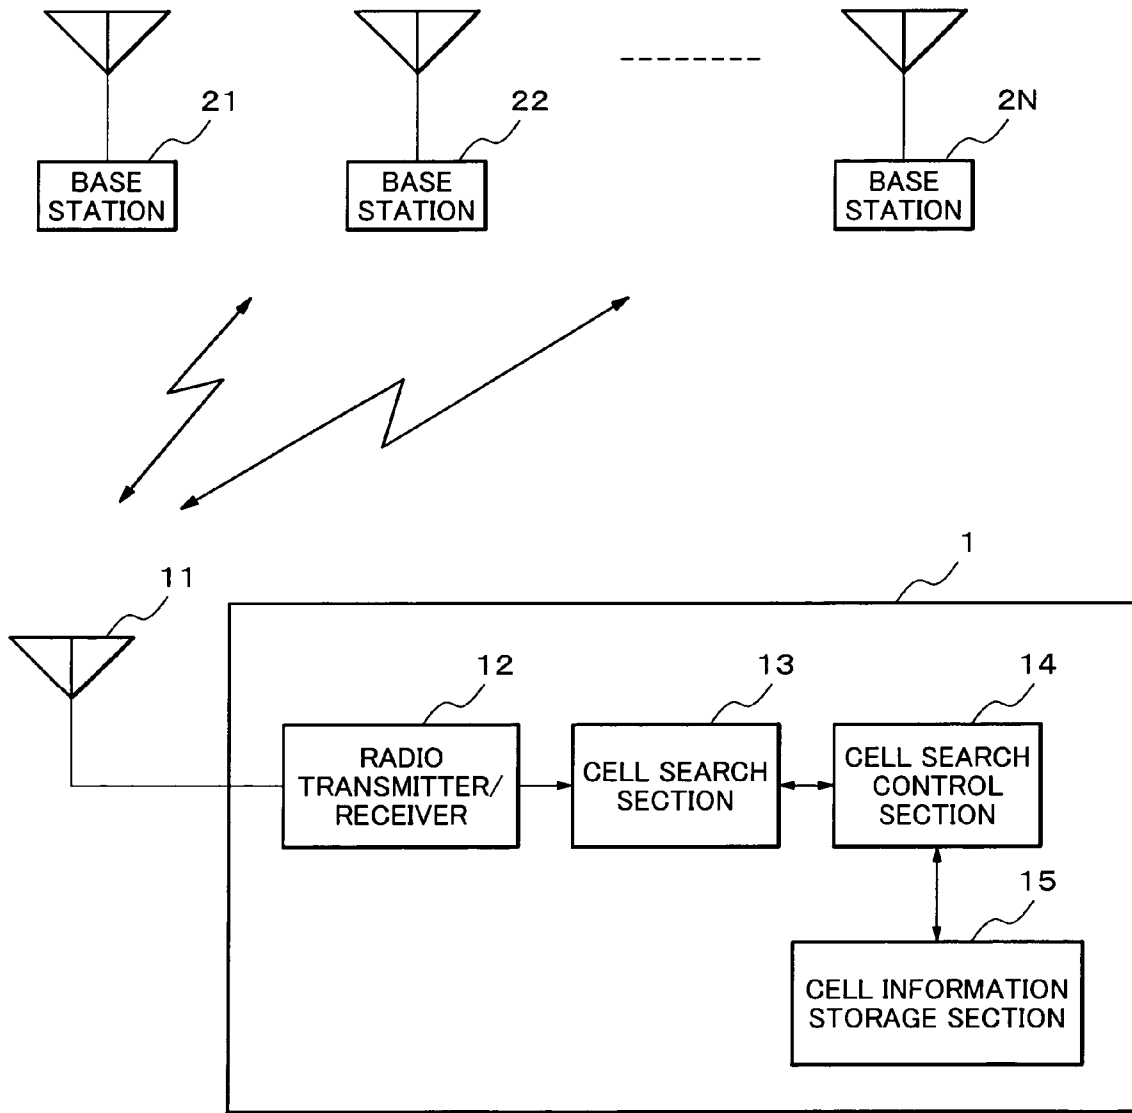 21
22
2N
BASE
STATION
BASE
STATION
BASE
STATION
1
11
12
13
14
RADIO
TRANSMITTER/
RECEIVER
CELL SEARCH
SECTION
CELL SEARCH
CONTROL
SECTION
15
CELL INFORMATION
STORAGE SECTION